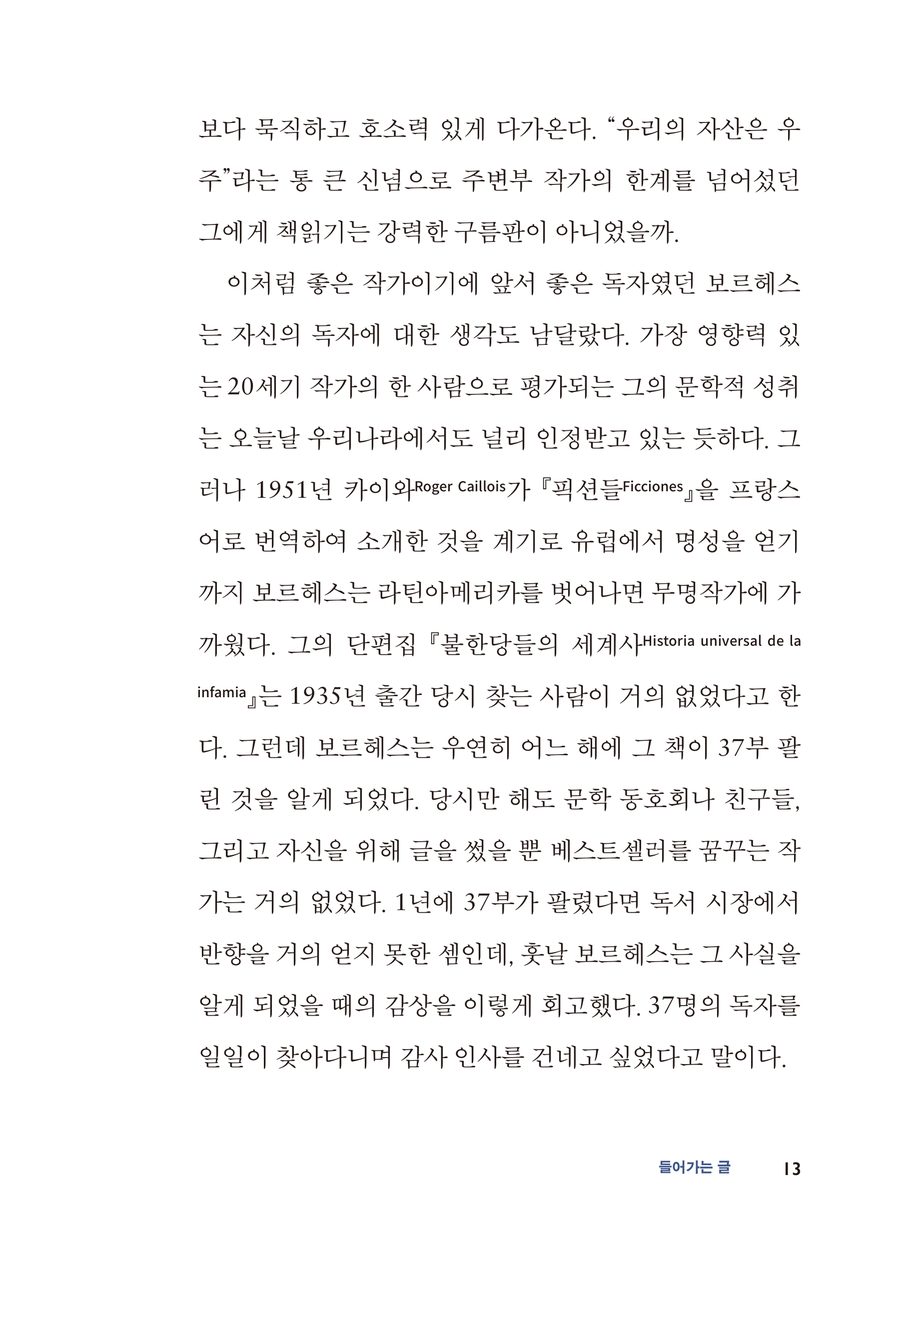 보다 묵직하고 호소력 있게 다가온다. “우리의 자산은 우
주”라는 통 큰 신념으로 주변부 작가의 한계를 넘어섰던
그에게 책읽기는 강력한 구름판이 아니었을까.
이처럼 좋은 작가이기에 앞서 좋은 독자였던 보르헤스
는 자신의 독자에 대한 생각도 남달랐다. 가장 영향력 있
는 20세기 작가의 한 사람으로 평가되는 그의 문학적 성취
는 오늘날 우리나라에서도 널리 인정받고 있는 듯하다. 그
러나 1951년 카이와Roger Caillois가 『픽션들Ficciones』을 프랑스
어로 번역하여 소개한 것을 계기로 유럽에서 명성을 얻기
까지 보르헤스는 라틴아메리카를 벗어나면 무명작가에 가
까웠다. 그의 단편집 『불한당들의 세계사Historia universal de la
infamia』는 1935년 출간 당시 찾는 사람이 거의 없었다고 한
다. 그런데 보르헤스는 우연히 어느 해에 그 책이 37부 팔
린 것을 알게 되었다. 당시만 해도 문학 동호회나 친구들,
그리고 자신을 위해 글을 썼을 뿐 베스트셀러를 꿈꾸는 작
가는 거의 없었다. 1년에 37부가 팔렸다면 독서 시장에서
반향을 거의 얻지 못한 셈인데, 훗날 보르헤스는 그 사실을
알게 되었을 때의 감상을 이렇게 회고했다. 37명의 독자를
일일이 찾아다니며 감사 인사를 건네고 싶었다고 말이다.
들어가는 글 13